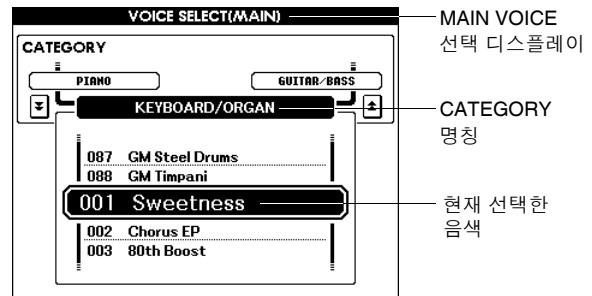 VOICE SELECT(MAIN)
MAIN VOICE
선택 디스플레이
CATEGORY
PIANO
GUITAR/BASS
KEYBOARD/ORGAN
CATEGORY
명칭
087 GM Steel Drums
088 GM Timpani
001 Sweetness
현재 선택한
음색
002 Chorus EP
003 80th Boost